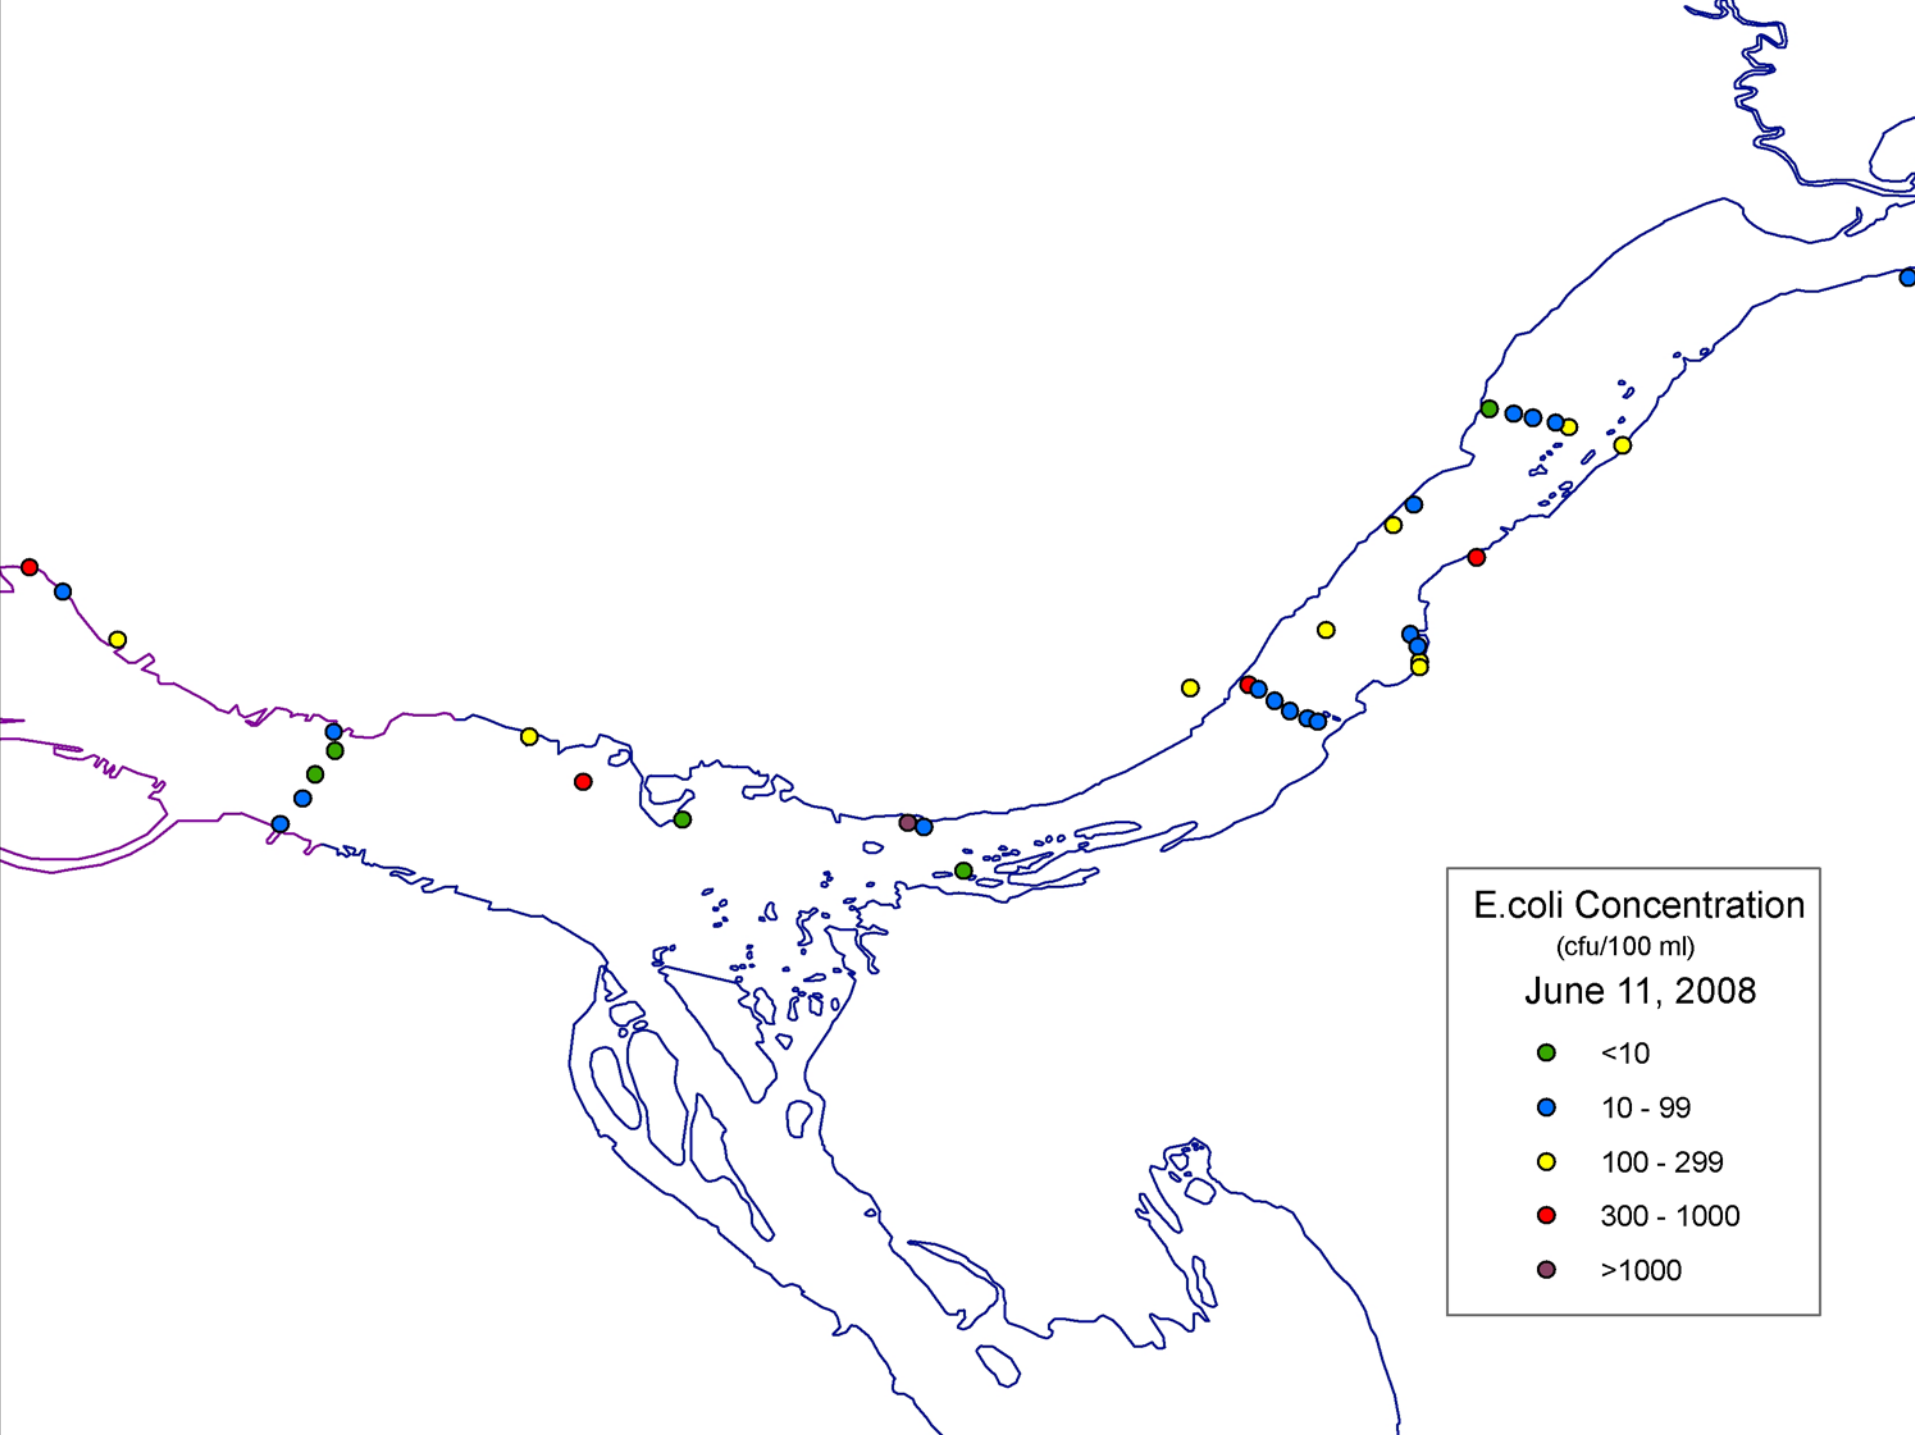 E.coli Concentration
(cfu/100 ml)
June 11, 2008
<10
10 - 99
100 - 299
300 - 1000
>1000